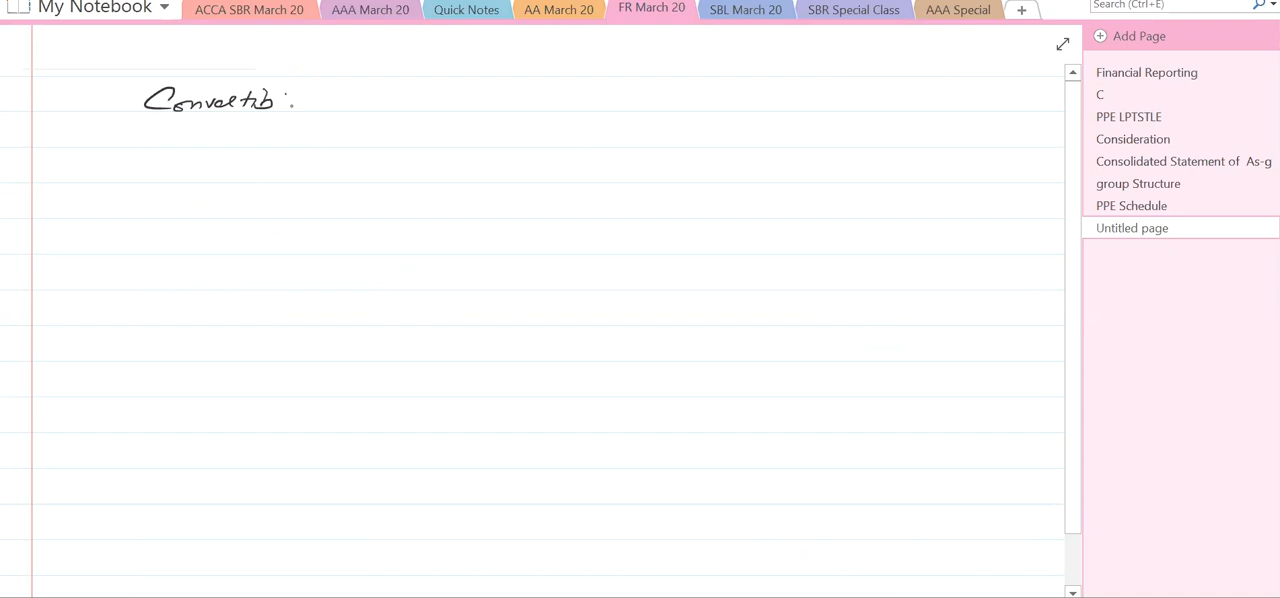 My Notebook
ACCA SBR March 20
AAA March 20
Quick Notes
AA March 20
FR March 20
SBL March 20
SBR Special Class
AAA Special
Search (Ctrl+E)
Add Page
Convertib
Financial Reporting
C
PPE LPTSTLE
Consideration
Consolidated Statement of As-g
group Structure
PPE Schedule
Untitled page